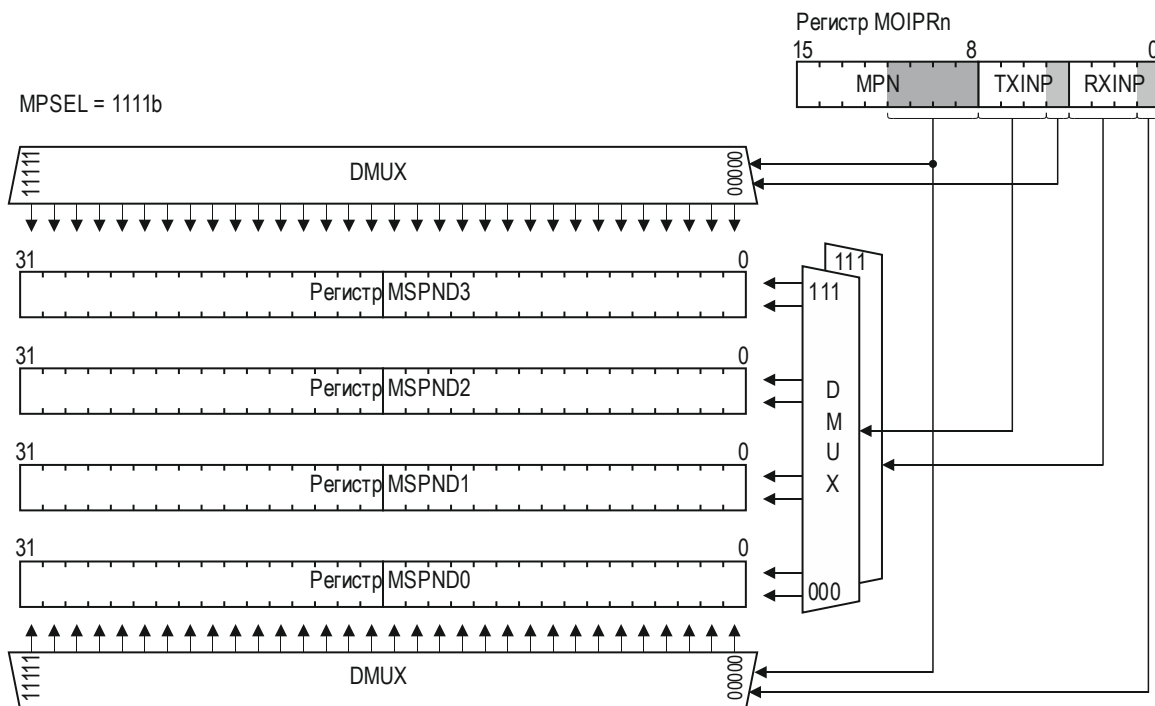 Регистр MOIPRn
15 8 0
MPN TXINP RXINP
MPSEL = 1111b
11111 DMUX 00000
31 0
Регистр MSPND3
31 0
Регистр MSPND2
31 0
Регистр MSPND1
31 0
Регистр MSPND0
111
111
D
M
U
X
000
11111 DMUX 00000